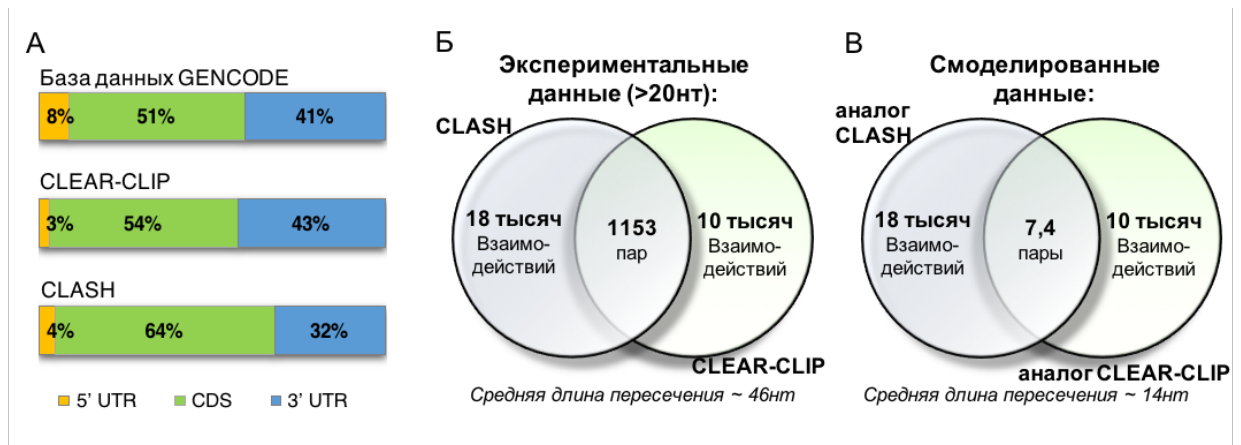 А
База данных GENCODE
8% 51% 41%
CLEAR-CLIP
3% 54% 43%
CLASH
4% 64% 32%
5' UTR CDS 3' UTR
Б
Экспериментальные
данные (>20нт):
CLASH
18 тысяч
Взаимо-
действий
1153
пар
10 тысяч
Взаимо-
действий
CLEAR-CLIP
Средняя длина пересечения ~ 46нт
В
Смоделированные
данные:
аналог
CLASH
18 тысяч
Взаимо-
действий
7,4
пары
10 тысяч
Взаимо-
действий
аналог CLEAR-CLIP
Средняя длина пересечения ~ 14нт